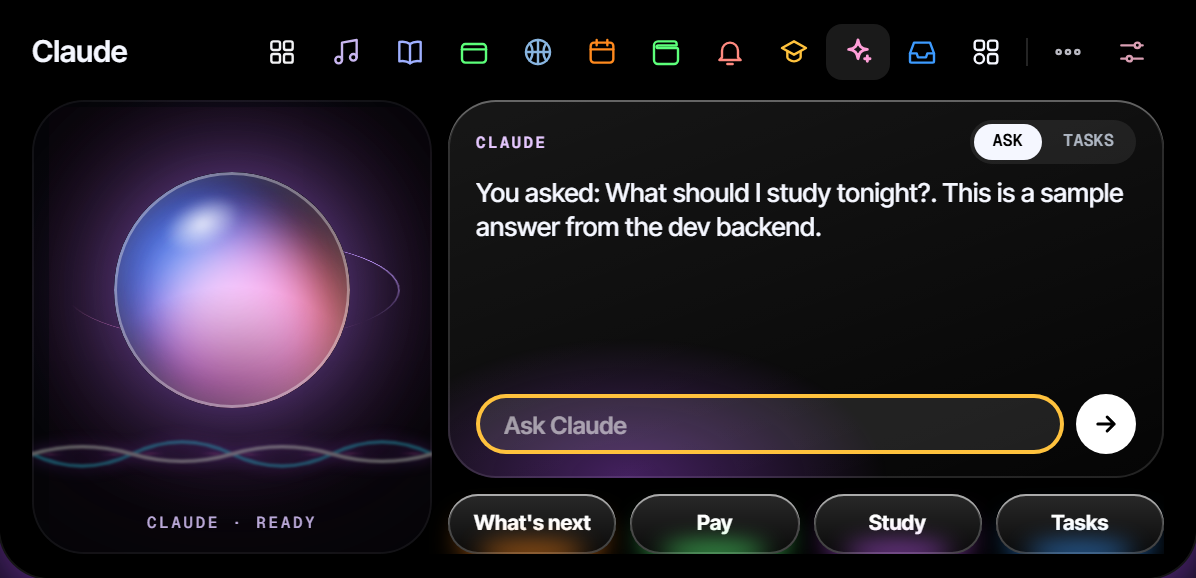 Claude
CLAUDE
ASK
TASKS
You asked: What should I study tonight?. This is a sample
answer from the dev backend.
Ask Claude
CLAUDE · READY
What's next
Pay
Study
Tasks